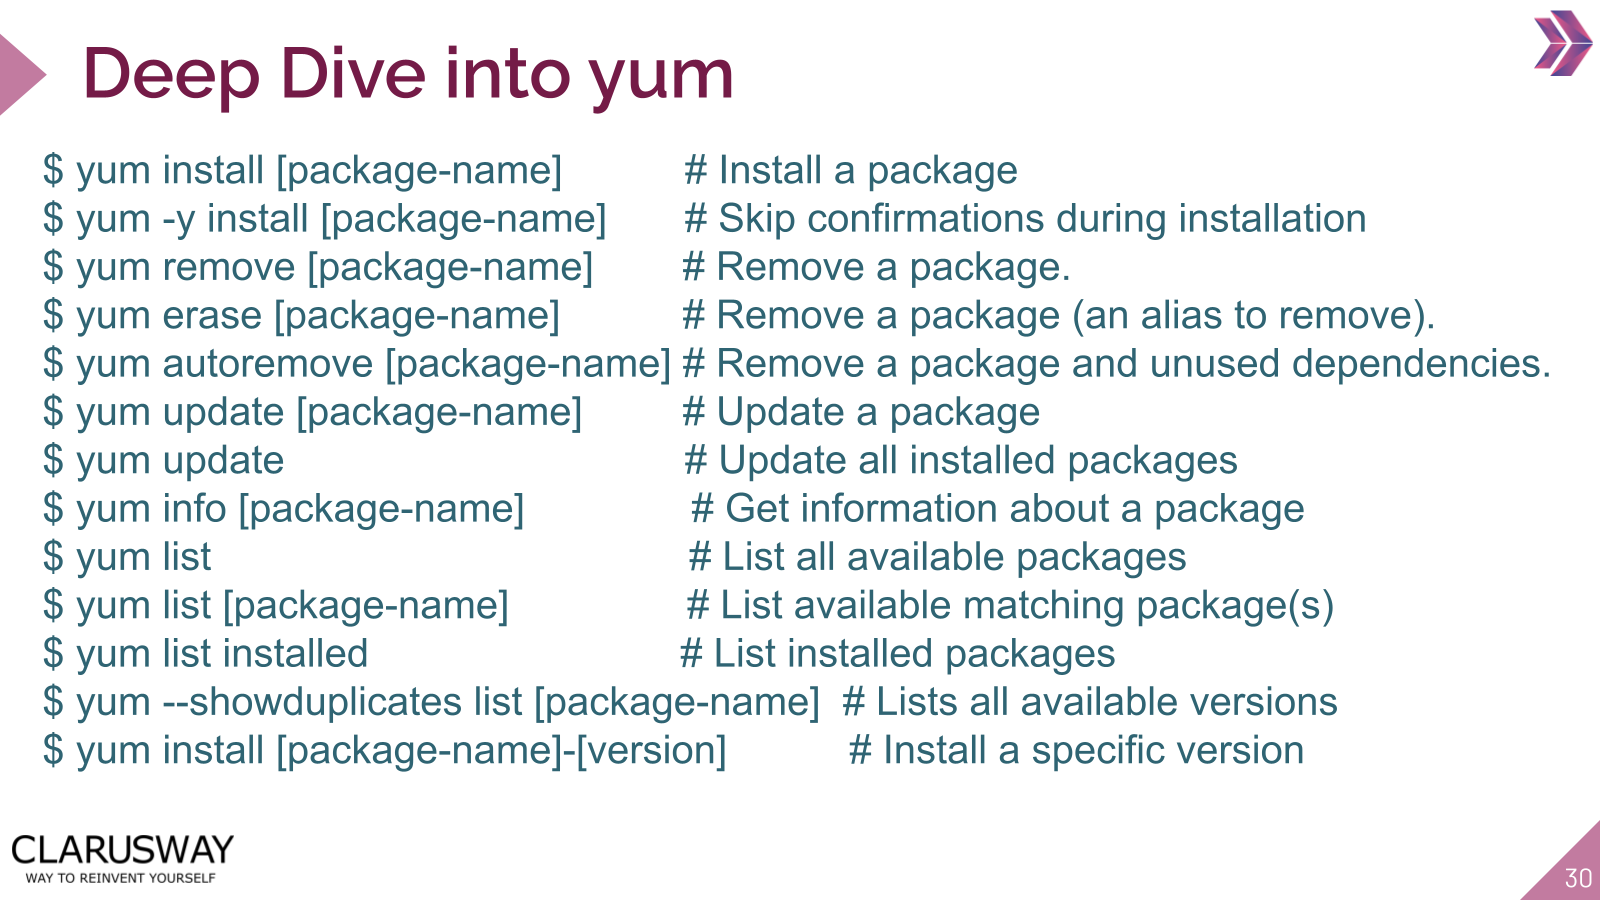 Deep Dive into yum
$ yum install [package-name] # Install a package
$ yum -y install [package-name] # Skip confirmations during installation
$ yum remove [package-name] # Remove a package.
$ yum erase [package-name] # Remove a package (an alias to remove).
$ yum autoremove [package-name] # Remove a package and unused dependencies.
$ yum update [package-name] # Update a package
$ yum update # Update all installed packages
$ yum info [package-name] # Get information about a package
$ yum list # List all available packages
$ yum list [package-name] # List available matching package(s)
$ yum list installed # List installed packages
$ yum --showduplicates list [package-name] # Lists all available versions
$ yum install [package-name]-[version] # Install a specific version
CLARUSWAY
WAY TO REINVENT YOURSELF
30